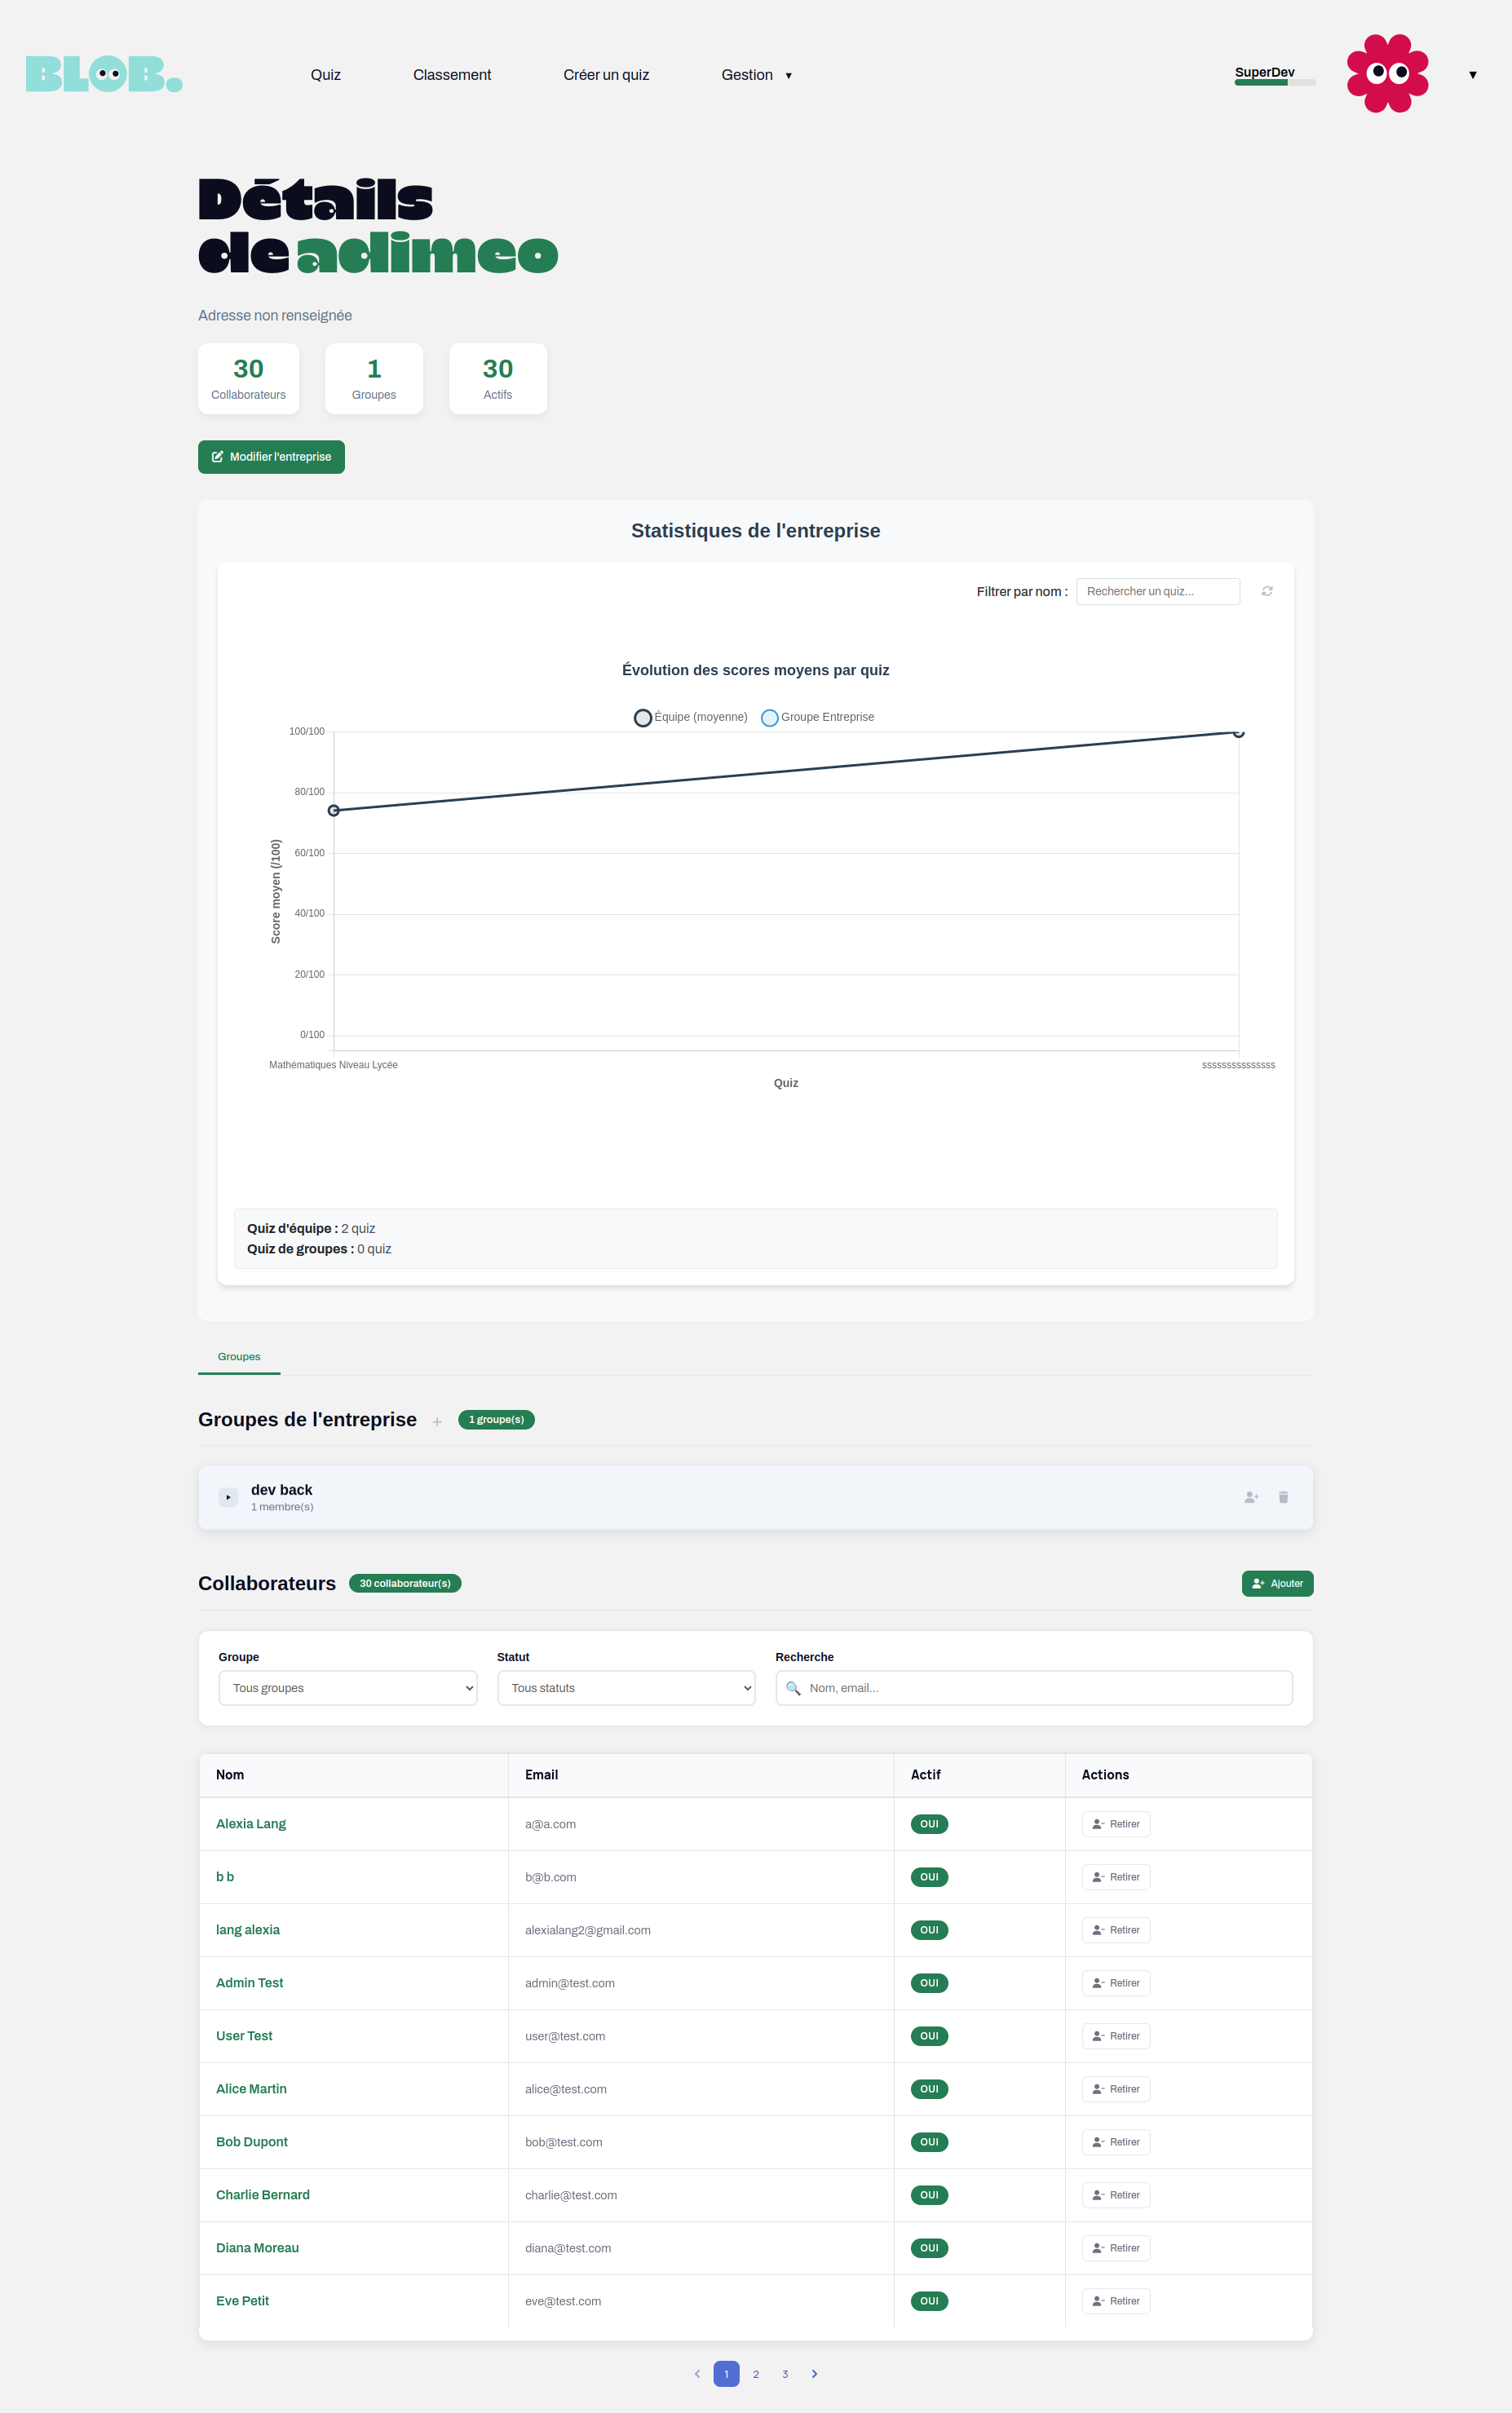 BLOB.
Quiz
Classement
Créer un quiz
Gestion ▼
SuperDev
▼
Détails
de adimeo
Adresse non renseignée
30
Collaborateurs
1
Groupes
30
Actifs
Modifier l'entreprise
Statistiques de l'entreprise
Filtrer par nom :
Rechercher un quiz...
Évolution des scores moyens par quiz
Équipe (moyenne)
Groupe Entreprise
100/100
80/100
60/100
40/100
20/100
0/100
Score moyen (/100)
Mathématiques Niveau Lycée
sssssssssssssss
Quiz
Quiz d'équipe : 2 quiz
Quiz de groupes : 0 quiz
Groupes
Groupes de l'entreprise + 1 groupe(s)
dev back
1 membre(s)
Collaborateurs 30 collaborateur(s)
Ajouter
Groupe
Tous groupes
Statut
Tous statuts
Recherche
Nom, email...
Nom Email Actif Actions
Alexia Lang a@a.com OUI Retirer
b b b@b.com OUI Retirer
lang alexia alexialang2@gmail.com OUI Retirer
Admin Test admin@test.com OUI Retirer
User Test user@test.com OUI Retirer
Alice Martin alice@test.com OUI Retirer
Bob Dupont bob@test.com OUI Retirer
Charlie Bernard charlie@test.com OUI Retirer
Diana Moreau diana@test.com OUI Retirer
Eve Petit eve@test.com OUI Retirer
1 2 3